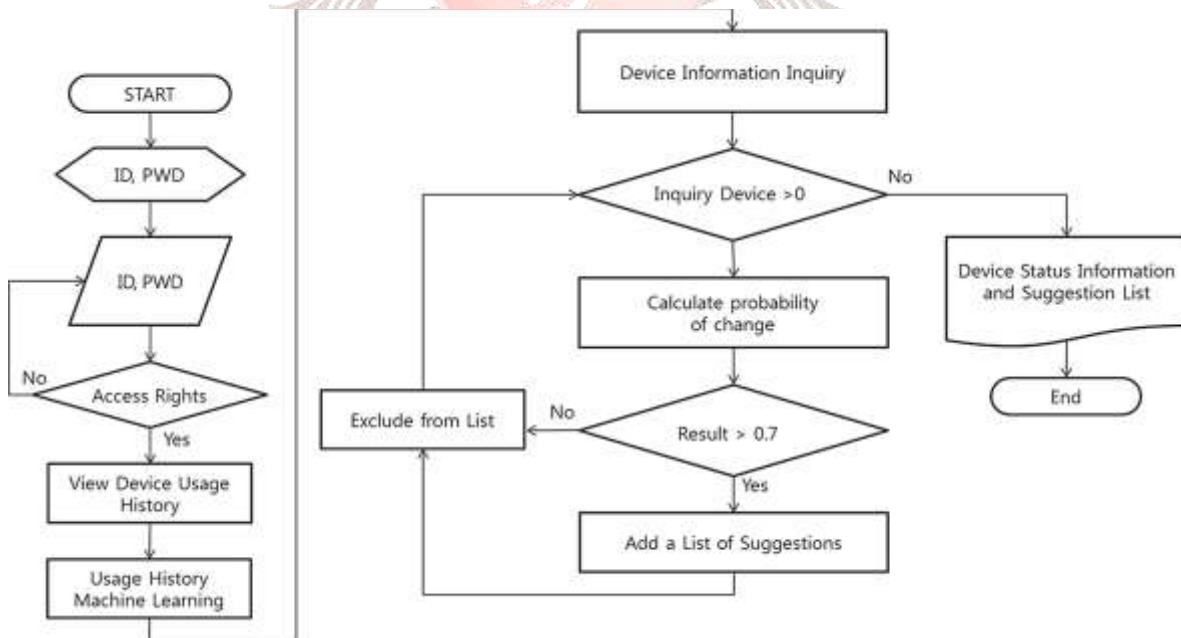 START
ID, PWD
ID, PWD
No
Access Rights
Yes
View Device Usage
History
Usage History
Machine Learning
Device Information Inquiry
Inquiry Device >0
No
Calculate probability
of change
Device Status Information
and Suggestion List
End
Exclude from List
No
Result > 0.7
Yes
Add a List of Suggestions